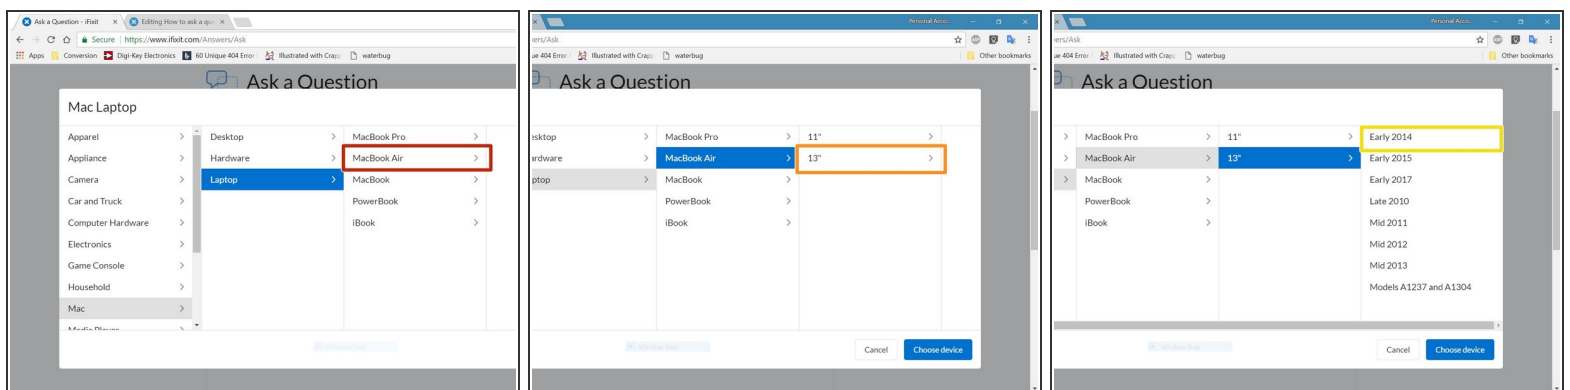 Ask a Question - iFixit
Editing How to ask a que
Secure | https://www.ifixit.com/Answers/Ask
Apps
Conversion
Digi-Key Electronics
60 Unique 404 Error
Illustrated with Crap
waterbug
Ask a Question
Mac Laptop
Apparel
Appliance
Camera
Car and Truck
Computer Hardware
Electronics
Game Console
Household
Mac
Media Player
Desktop
Hardware
Laptop
MacBook Pro
MacBook Air
MacBook
PowerBook
iBook
Personal Acco...
vers/Ask
ue 404 Error
Illustrated with Crap
waterbug
Other bookmarks
Ask a Question
esktop
ardware
ptop
MacBook Pro
MacBook Air
MacBook
PowerBook
iBook
11"
13"
Cancel
Choose device
Personal Acco...
vers/Ask
ue 404 Error
Illustrated with Crap
waterbug
Other bookmarks
Ask a Question
MacBook Pro
MacBook Air
MacBook
PowerBook
iBook
11"
13"
Early 2014
Early 2015
Early 2017
Late 2010
Mid 2011
Mid 2012
Mid 2013
Models A1237 and A1304
Cancel
Choose device